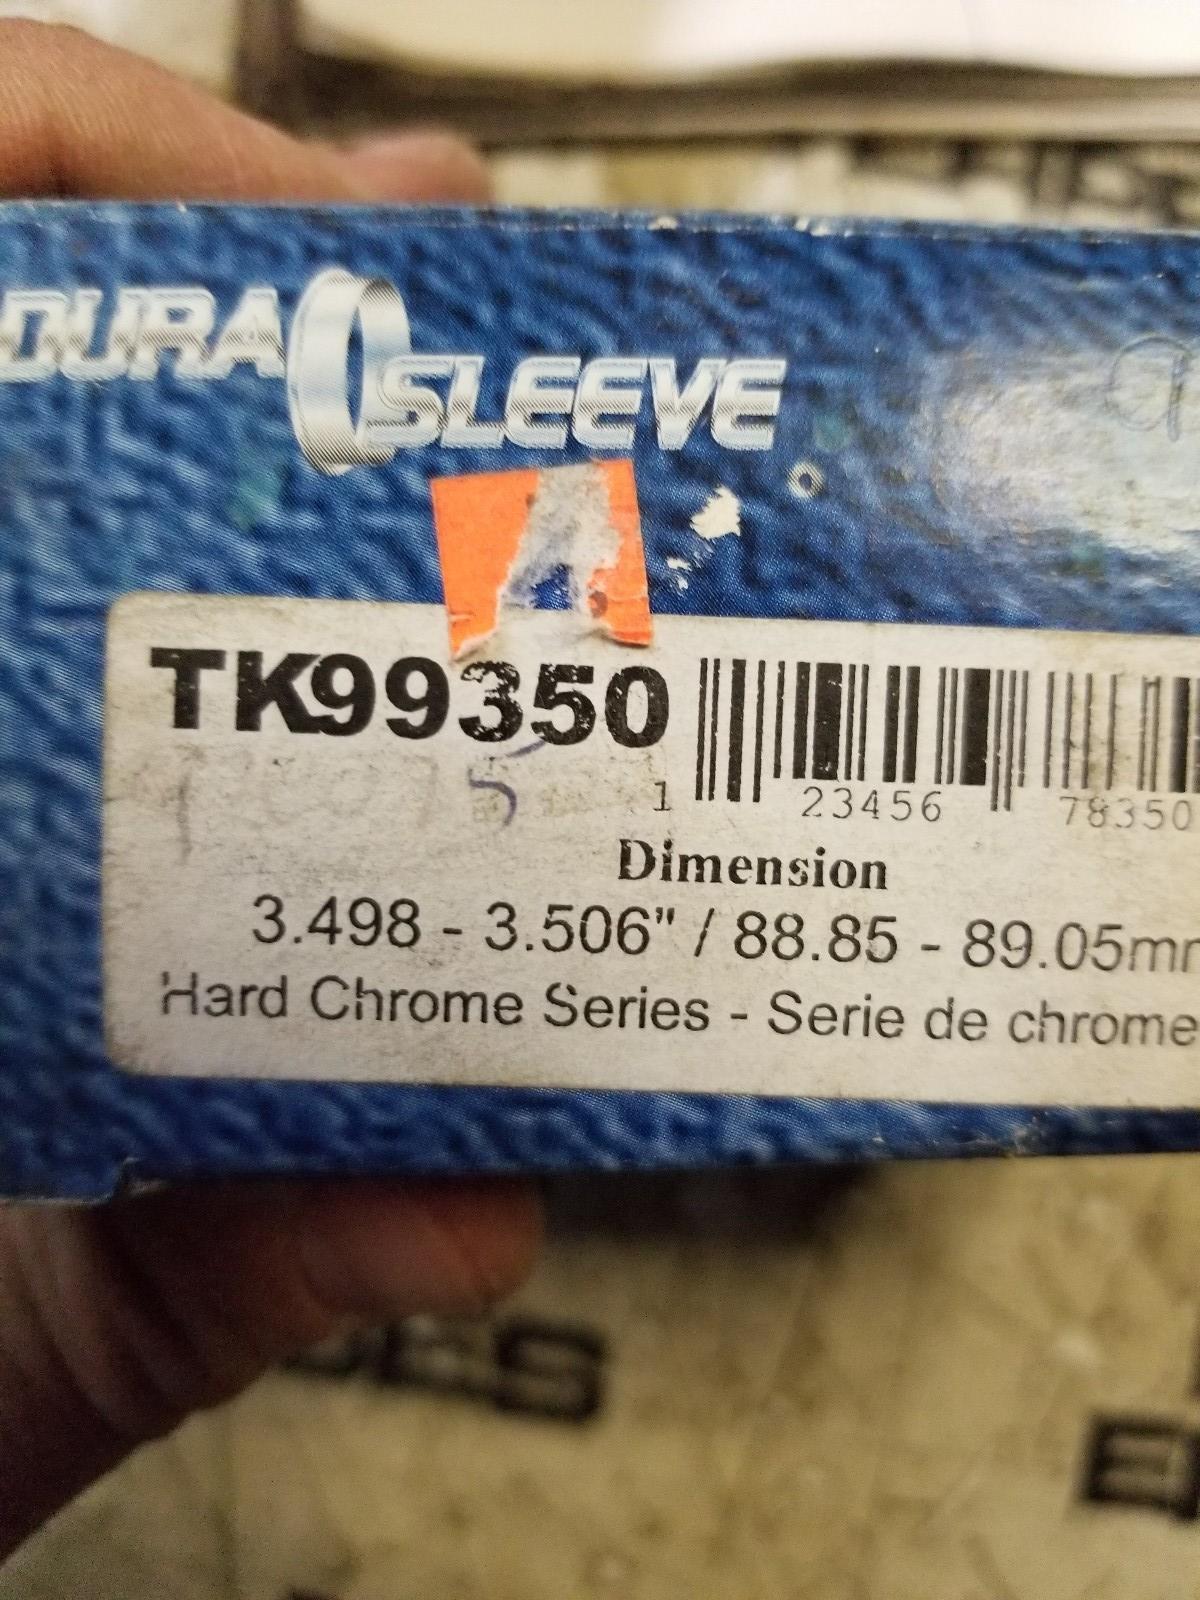 DURA SLEEVE
TK99350
5
1 23456 78350
Dimension
3.498 - 3.506" / 88.85 - 89.05mm
Hard Chrome Series - Serie de chrome